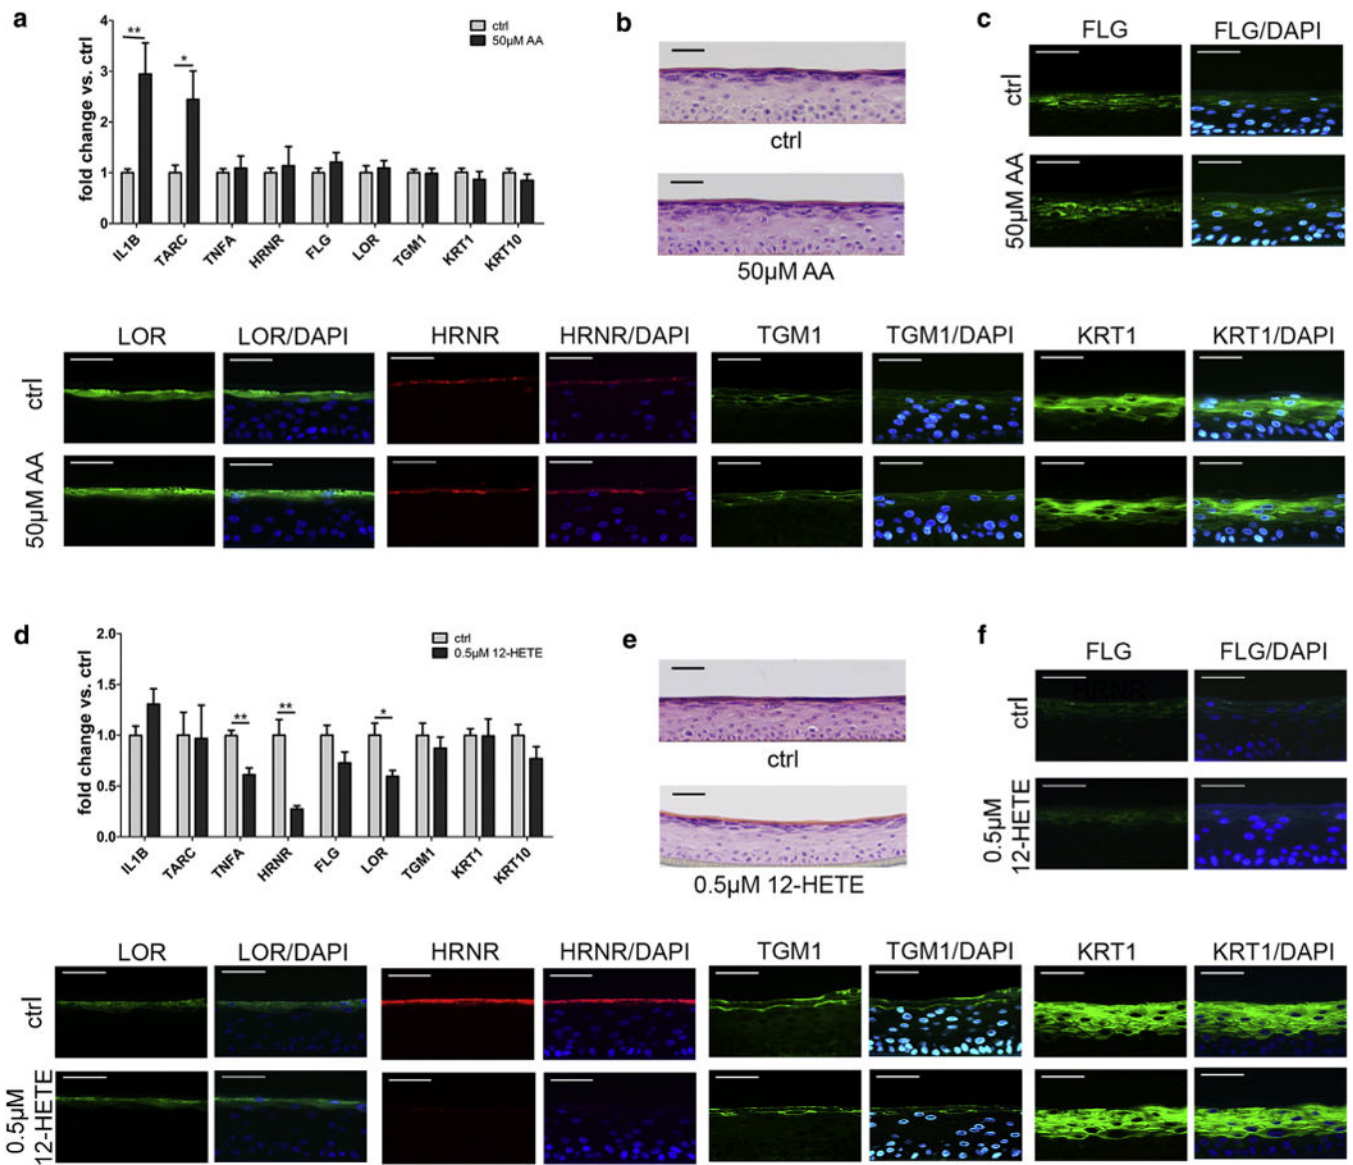 a
fold change vs. ctrl
4
3
2
1
0
** *
ctrl
50µM AA
IL1B TARC TNFA HRNR FLG LOR TGM1 KRT1 KRT10
b
ctrl
50µM AA
c
FLG FLG/DAPI
ctrl
50µM AA
LOR LOR/DAPI HRNR HRNR/DAPI TGM1 TGM1/DAPI KRT1 KRT1/DAPI
ctrl
50µM AA
d
fold change vs. ctrl
2.0
1.5
1.0
0.5
0.0
** ** *
ctrl
0.5µM 12-HETE
IL1B TARC TNFA HRNR FLG LOR TGM1 KRT1 KRT10
e
ctrl
0.5µM 12-HETE
f
FLG FLG/DAPI
HRNR
ctrl
0.5µM
12-HETE
LOR LOR/DAPI HRNR HRNR/DAPI TGM1 TGM1/DAPI KRT1 KRT1/DAPI
ctrl
0.5µM
12-HETE